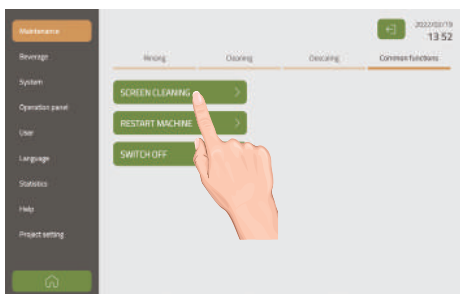 Maintenance
2022/02/19
13:52
Beverage
Rinsing
Cleaning
Descaling
Common functions
System
SCREEN CLEANING
Operation panel
RESTART MACHINE
User
SWITCH OFF
Language
Statistics
Help
Project setting